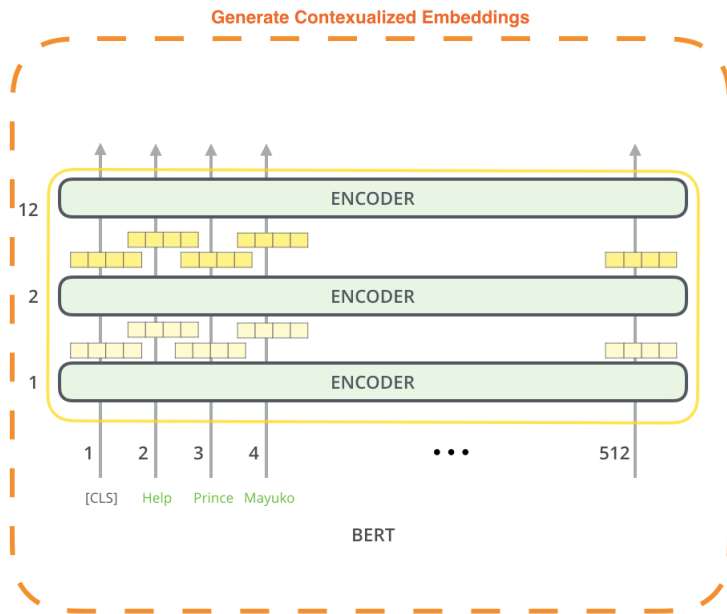 Generate Contexualized Embeddings
12 ENCODER
2 ENCODER
1 ENCODER
1 2 3 4 ••• 512
[CLS] Help Prince Mayuko
BERT